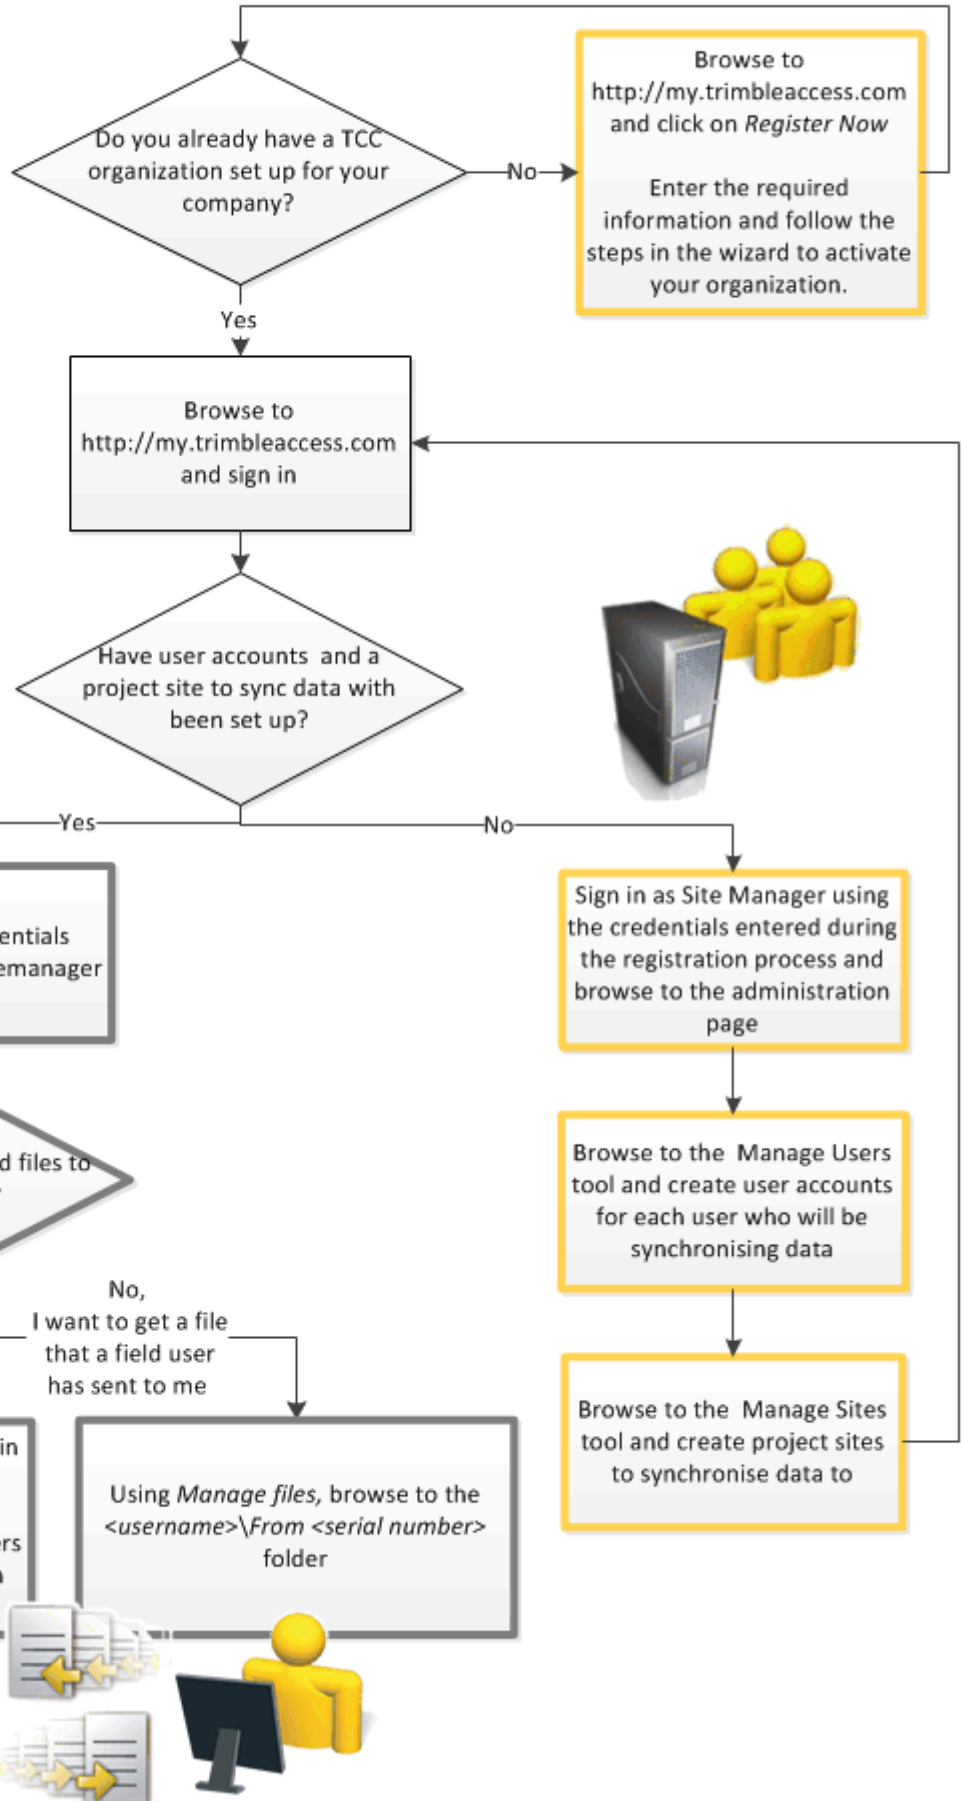 Do you already have a TCC
organization set up for your
company?
No
Browse to
http://my.trimbleaccess.com
and click on Register Now
Enter the required
information and follow the
steps in the wizard to activate
your organization.
Yes
Browse to
http://my.trimbleaccess.com
and sign in
Have user accounts and a
project site to sync data with
been set up?
Yes
No
Sign in as Site Manager using
the credentials entered during
the registration process and
browse to the administration
page
entials
emanager
Browse to the Manage Users
tool and create user accounts
for each user who will be
synchronising data
d files to
No,
I want to get a file
that a field user
has sent to me
Browse to the Manage Sites
tool and create project sites
to synchronise data to
in
ers
Using Manage files, browse to the
<username>\From <serial number>
folder